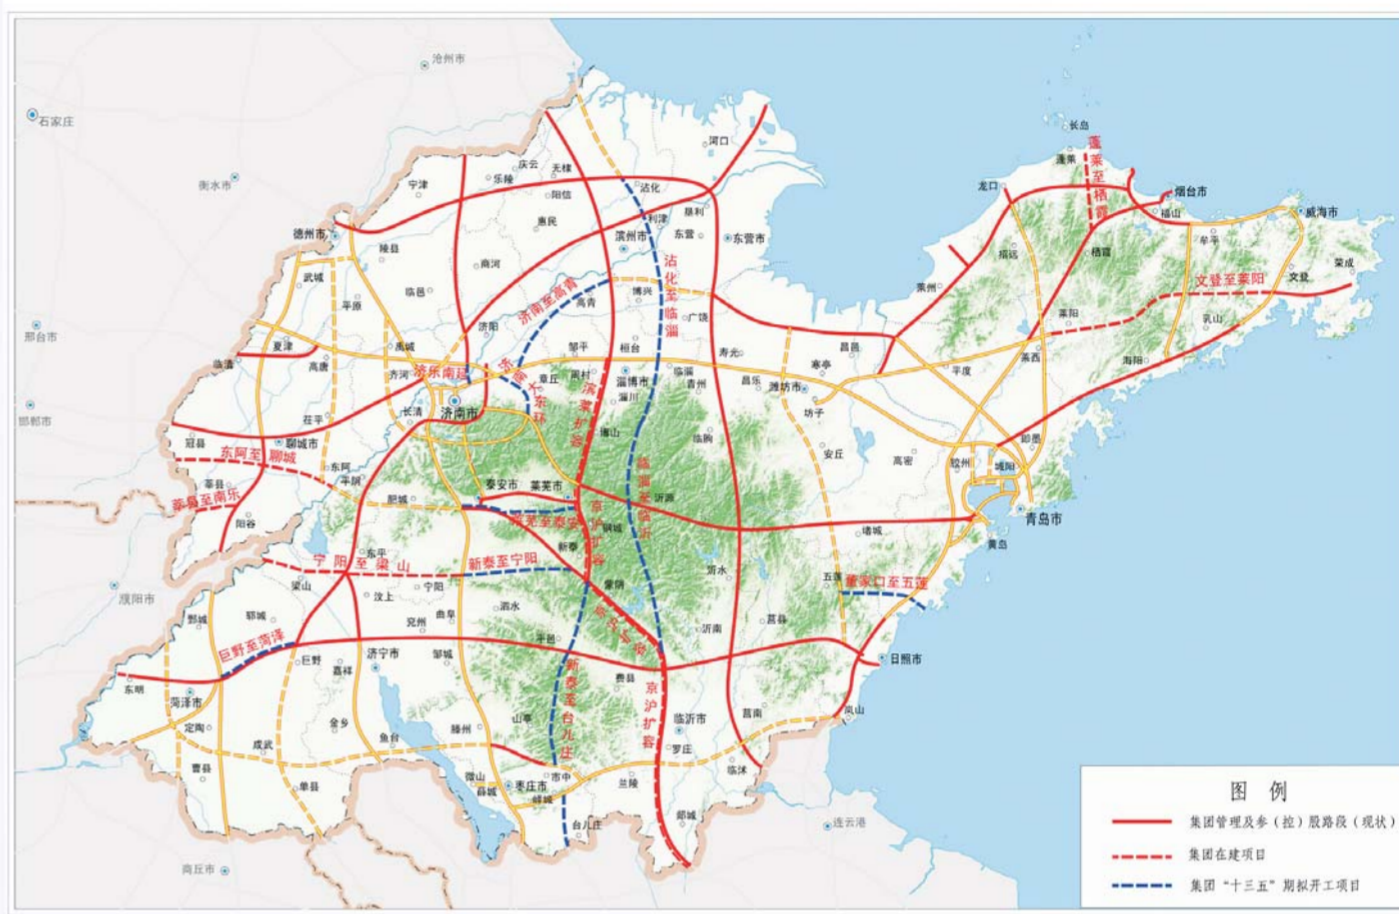 沧州市
石家庄
长岛
蓬莱
蓬莱至栖霞
河口
庆云
无棣
宁津
乐陵
阳信
沾化
衡水市
龙口
烟台市
福山
威海市
垦利
利津
惠民
德州市
滨州市
东营
东营市
陵县
牟平
招远
栖霞
荣成
文登
商河
沾化至临淄
武城
莱州
文登至莱阳
临邑
济南至高青
博兴
平原
高青
广饶
莱阳
乳山
济阳
邢台市
夏津
禹城
邹平
桓台
昌邑
寿光
莱西
海阳
临清
高唐
齐河
济乐南延
章丘
周村
淄博市
临淄
青州
昌乐
潍坊市
寒亭
平度
济南大东环
滨莱扩容
淄川
茌平
长清
济南市
坊子
邯郸市
冠县
聊城市
博山
临朐
即墨
东阿至聊城
安丘
高密
胶州
城阳
东阿
平阴
临淄至临沂
莘县
莘县至南乐
肥城
泰安市
莱芜市
沂源
阳谷
莱芜至泰安
京沪扩容
钢城
青岛市
诸城
黄岛
东平
宁阳至梁山
新泰至宁阳
新泰
沂水
五莲
董家口至五莲
梁山
宁阳
蒙阴
濮阳市
汶上
鄄城
郓城
曲阜
泗水
京沪扩容
兖州
沂南
莒县
巨野至菏泽
平邑
巨野
济宁市
邹城
日照市
嘉祥
新泰至台儿庄
费县
东明
菏泽市
京沪扩容
莒南
岚山
定陶
金乡
滕州
山亭
临沂市
鱼台
成武
罗庄
曹县
微山
市中
临沭
单县
薛城
枣庄市
兰陵
峄城
图 例
台儿庄
郯城
连云港
集团管理及参（控）股路段（现状）
集团在建项目
商丘市
集团“十三五”期拟开工项目